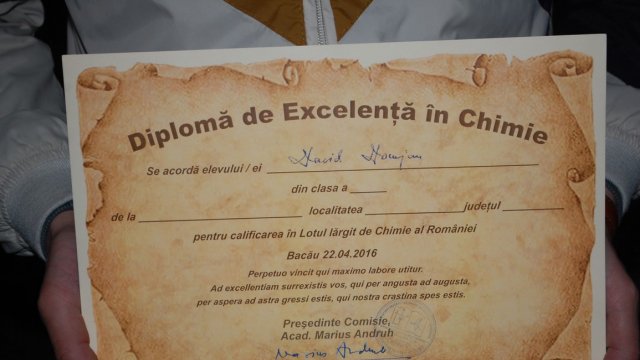 Diplomă de Excelență în Chimie
Se acordă elevului / ei David
din clasa a
de la localitatea județul
pentru calificarea în Lotul lărgit de Chimie al României
Bacău 22.04.2016
Perpetuo vincit qui maximo labore utitur.
Ad excellentiam surrexistis vos, qui per angusta ad augusta,
per aspera ad astra gressi estis, qui nostra crastina spes estis.
Președinte Comisie,
Acad. Marius Andruh
Marius Andruh